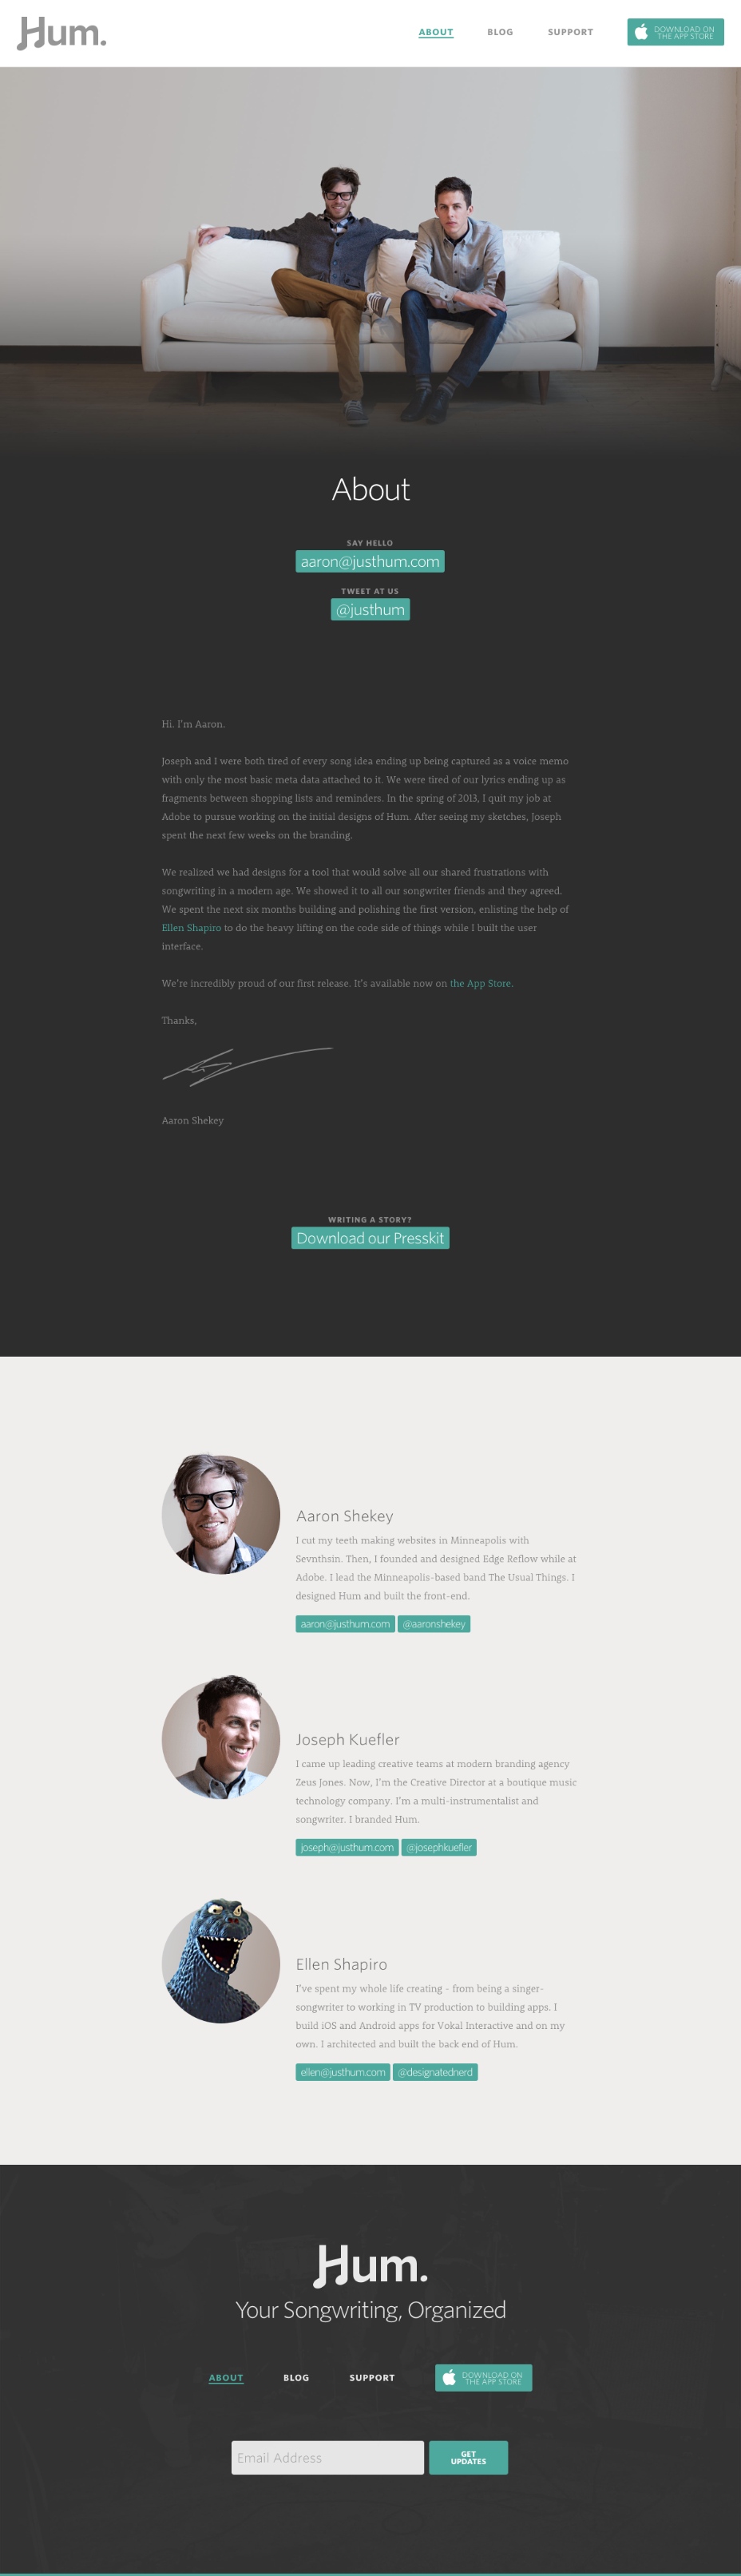 Hum.
ABOUT
BLOG
SUPPORT
DOWNLOAD ON
THE APP STORE
About
SAY HELLO
aaron@justhum.com
TWEET AT US
@justhum
Hi. I'm Aaron.
Joseph and I were both tired of every song idea ending up being captured as a voice memo
with only the most basic meta data attached to it. We were tired of our lyrics ending up as
fragments between shopping lists and reminders. In the spring of 2013, I quit my job at
Adobe to pursue working on the initial designs of Hum. After seeing my sketches, Joseph
spent the next few weeks on the branding.
We realized we had designs for a tool that would solve all our shared frustrations with
songwriting in a modern age. We showed it to all our songwriter friends and they agreed.
We spent the next six months building and polishing the first version, enlisting the help of
Ellen Shapiro to do the heavy lifting on the code side of things while I built the user
interface.
We're incredibly proud of our first release. It's available now on the App Store.
Thanks,
Aaron Shekey
WRITING A STORY?
Download our Presskit
Aaron Shekey
I cut my teeth making websites in Minneapolis with
Sevnthsin. Then, I founded and designed Edge Reflow while at
Adobe. I lead the Minneapolis-based band The Usual Things. I
designed Hum and built the front-end.
aaron@justhum.com @aaronshekey
Joseph Kuefler
I came up leading creative teams at modern branding agency
Zeus Jones. Now, I'm the Creative Director at a boutique music
technology company. I'm a multi-instrumentalist and
songwriter. I branded Hum.
joseph@justhum.com @josephkuefler
Ellen Shapiro
I've spent my whole life creating - from being a singer-
songwriter to working in TV production to building apps. I
build iOS and Android apps for Vokal Interactive and on my
own. I architected and built the back end of Hum.
ellen@justhum.com @designatednerd
Hum.
Your Songwriting, Organized
ABOUT
BLOG
SUPPORT
DOWNLOAD ON
THE APP STORE
Email Address
GET
UPDATES